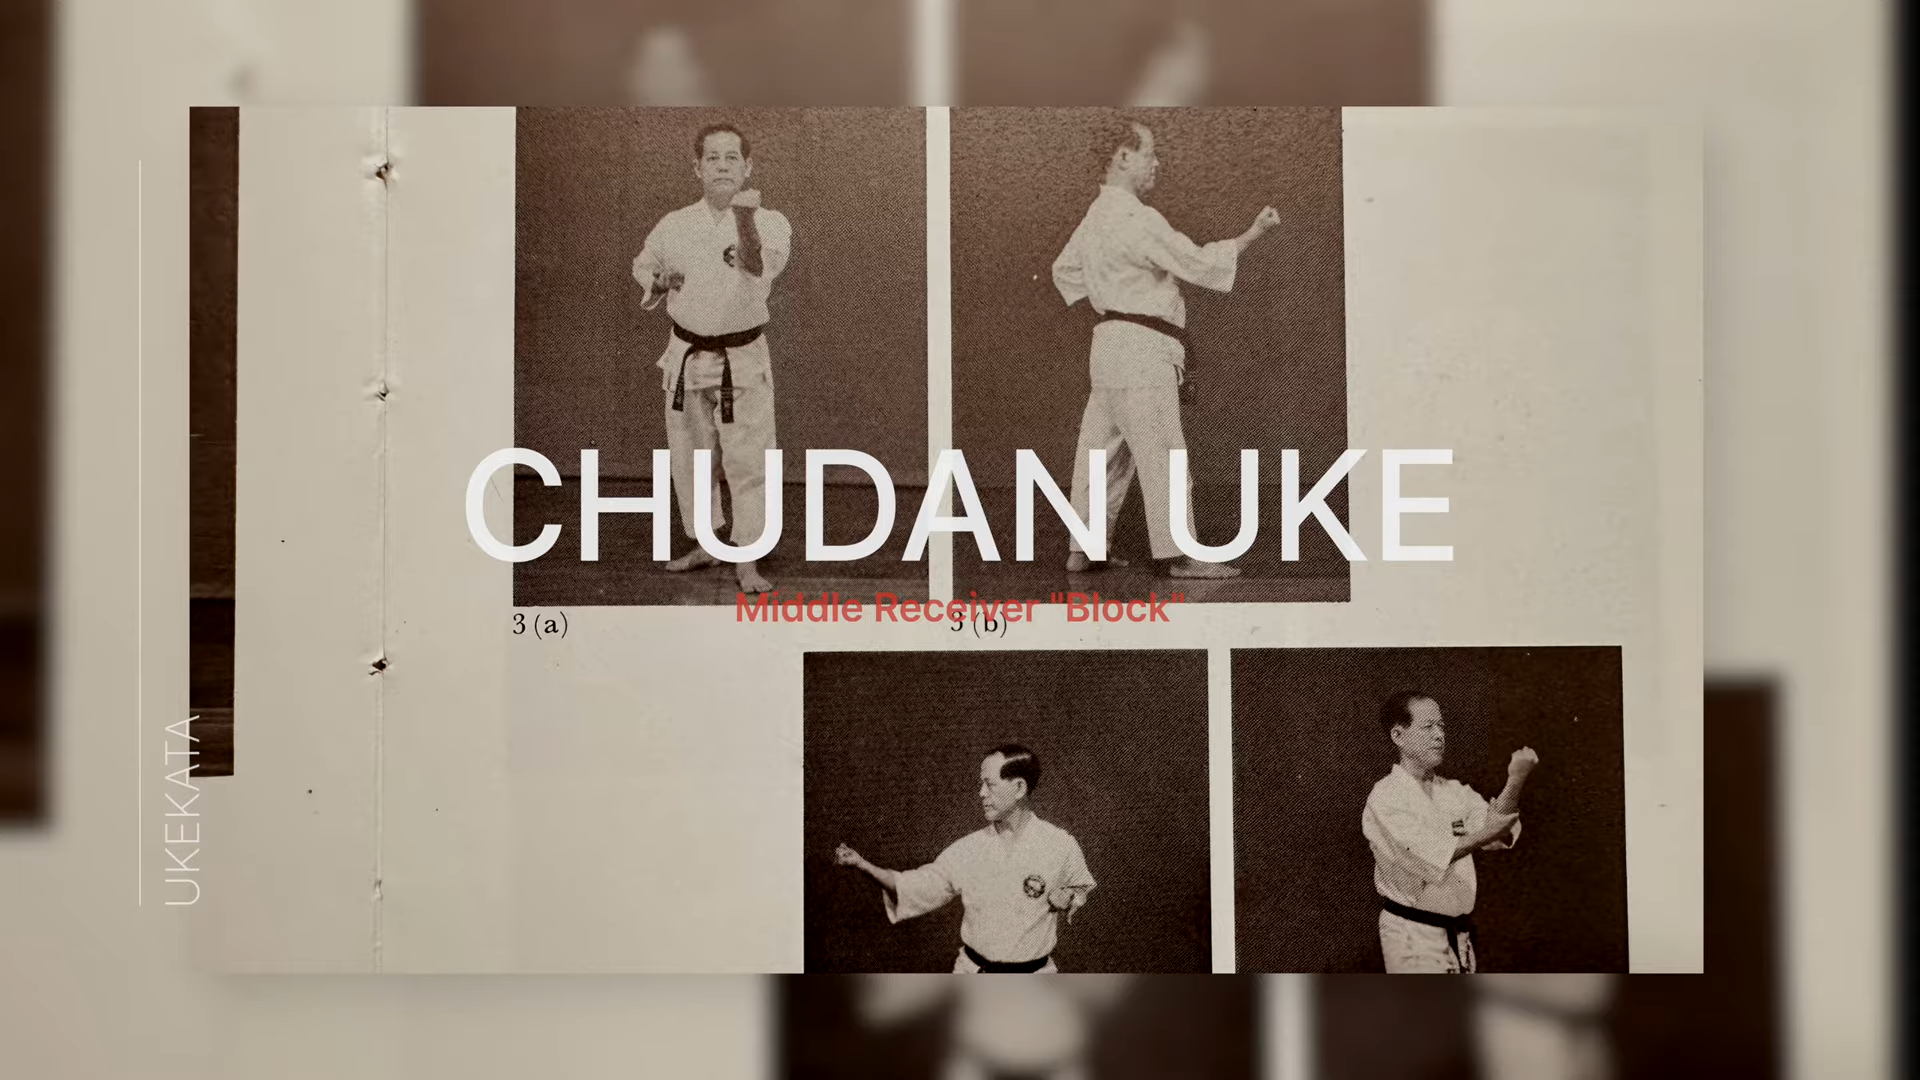 CHUDAN UKE
Middle Receiver "Block"
3 (a)
3 (b)
UKEKATA